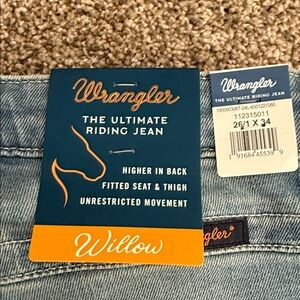 Wrangler
THE ULTIMATE
RIDING JEAN
HIGHER IN BACK
FITTED SEAT & THIGH
UNRESTRICTED MOVEMENT
Willow
Wrangler
THE ULTIMATE RIDING JEAN
112315011
26/1 X 34
gler